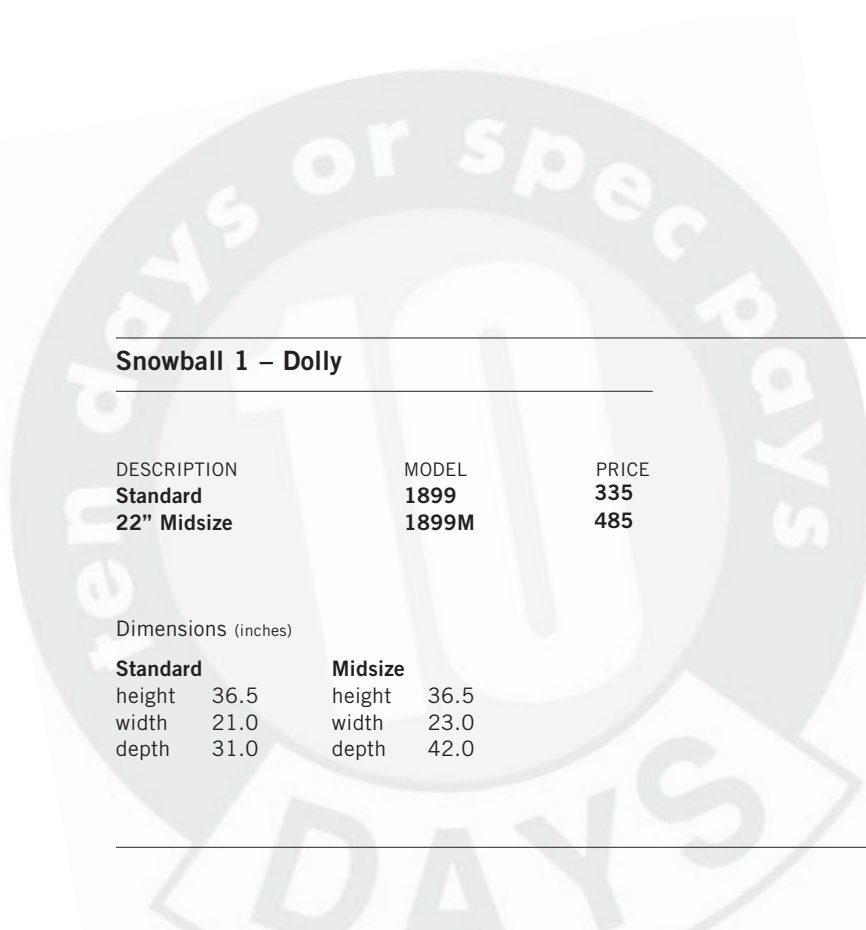 ten days or spec pays
10
DAYS
Snowball 1 – Dolly
DESCRIPTION MODEL PRICE
Standard 1899 335
22” Midsize 1899M 485
Dimensions (inches)
Standard Midsize
height 36.5 height 36.5
width 21.0 width 23.0
depth 31.0 depth 42.0